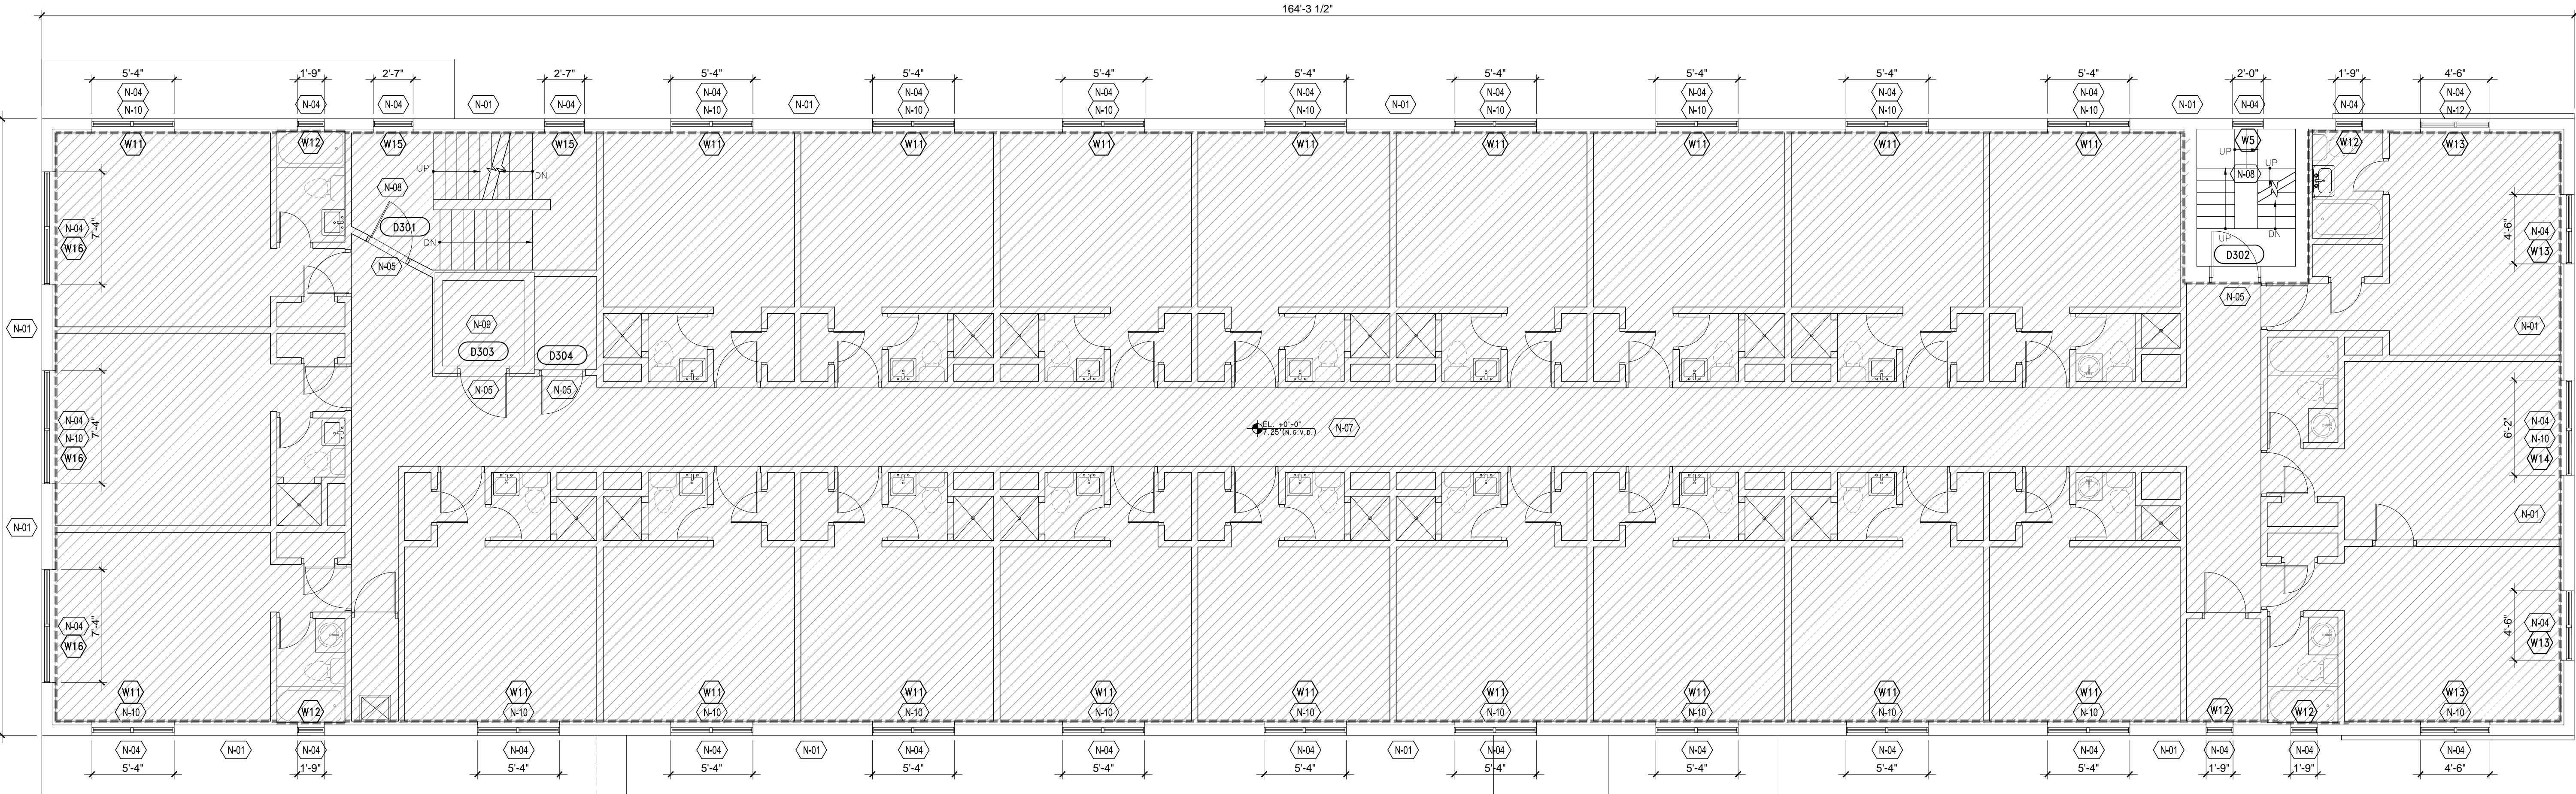 164'-3 1/2"
5'-4" 1'-9" 2'-7" 2'-7" 5'-4" 5'-4" 5'-4" 5'-4" 5'-4" 5'-4" 5'-4" 5'-4" 2'-0" 1'-9" 4'-6"
N-04 N-04 N-04 N-04 N-04 N-04 N-04 N-04 N-04
N-10 N-04 N-04 N-01 N-04 N-10 N-01 N-10 N-10 N-10 N-01 N-10 N-10 N-10 N-10 N-01 N-04 N-04 N-12
W11 W12 W15 W15 W11 W11 W11 W11 W11 W11 W11 W11 W5 W12 W13
UP UP
UP DN N-08
N-08
N-04 7'-4" D301 4'-6" N-04
W16 DN UP DN W13
N-05 D302
N-05
N-01 N-09 N-01
D303 D304
N-05 N-05
N-04 EL. +0'-0" N-04
N-10 7'-4" 7.25'(N.G.V.D.) N-07 6'-2" N-10
W16 W14
N-01 N-01
N-04 7'-4" 4'-6" N-04
W16 W13
W11 W11 W11 W11 W11 W11 W11 W11 W11 W11 W13
N-10 W12 N-10 N-10 N-10 N-10 N-10 N-10 N-10 N-10 N-10 W12 W12 N-10
N-04 N-01 N-04 N-04 N-04 N-01 N-04 N-04 N-04 N-01 N-04 N-04 N-04 N-04 N-01 N-04 N-04 N-04
5'-4" 1'-9" 5'-4" 5'-4" 5'-4" 5'-4" 5'-4" 5'-4" 5'-4" 5'-4" 5'-4" 1'-9" 1'-9" 4'-6"